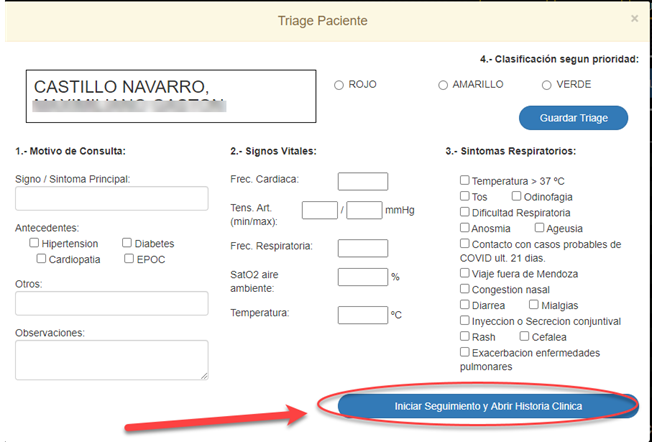 Triage Paciente
×
4.- Clasificación segun prioridad:
CASTILLO NAVARRO,
ROJO AMARILLO VERDE
Guardar Triage
1.- Motivo de Consulta:
Signo / Sintoma Principal:
Antecedentes:
Hipertension Diabetes
Cardiopatia EPOC
Otros:
Observaciones:
2.- Signos Vitales:
Frec. Cardiaca:
Tens. Art. / mmHg
(min/max):
Frec. Respiratoria:
SatO2 aire %
ambiente:
Temperatura: ºC
3.- Sintomas Respiratorios:
Temperatura > 37 ºC
Tos Odinofagia
Dificultad Respiratoria
Anosmia Ageusia
Contacto con casos probables de
COVID ult. 21 dias.
Viaje fuera de Mendoza
Congestion nasal
Diarrea Mialgias
Inyeccion o Secrecion conjuntival
Rash Cefalea
Exacerbacion enfermedades
pulmonares
Iniciar Seguimiento y Abrir Historia Clinica